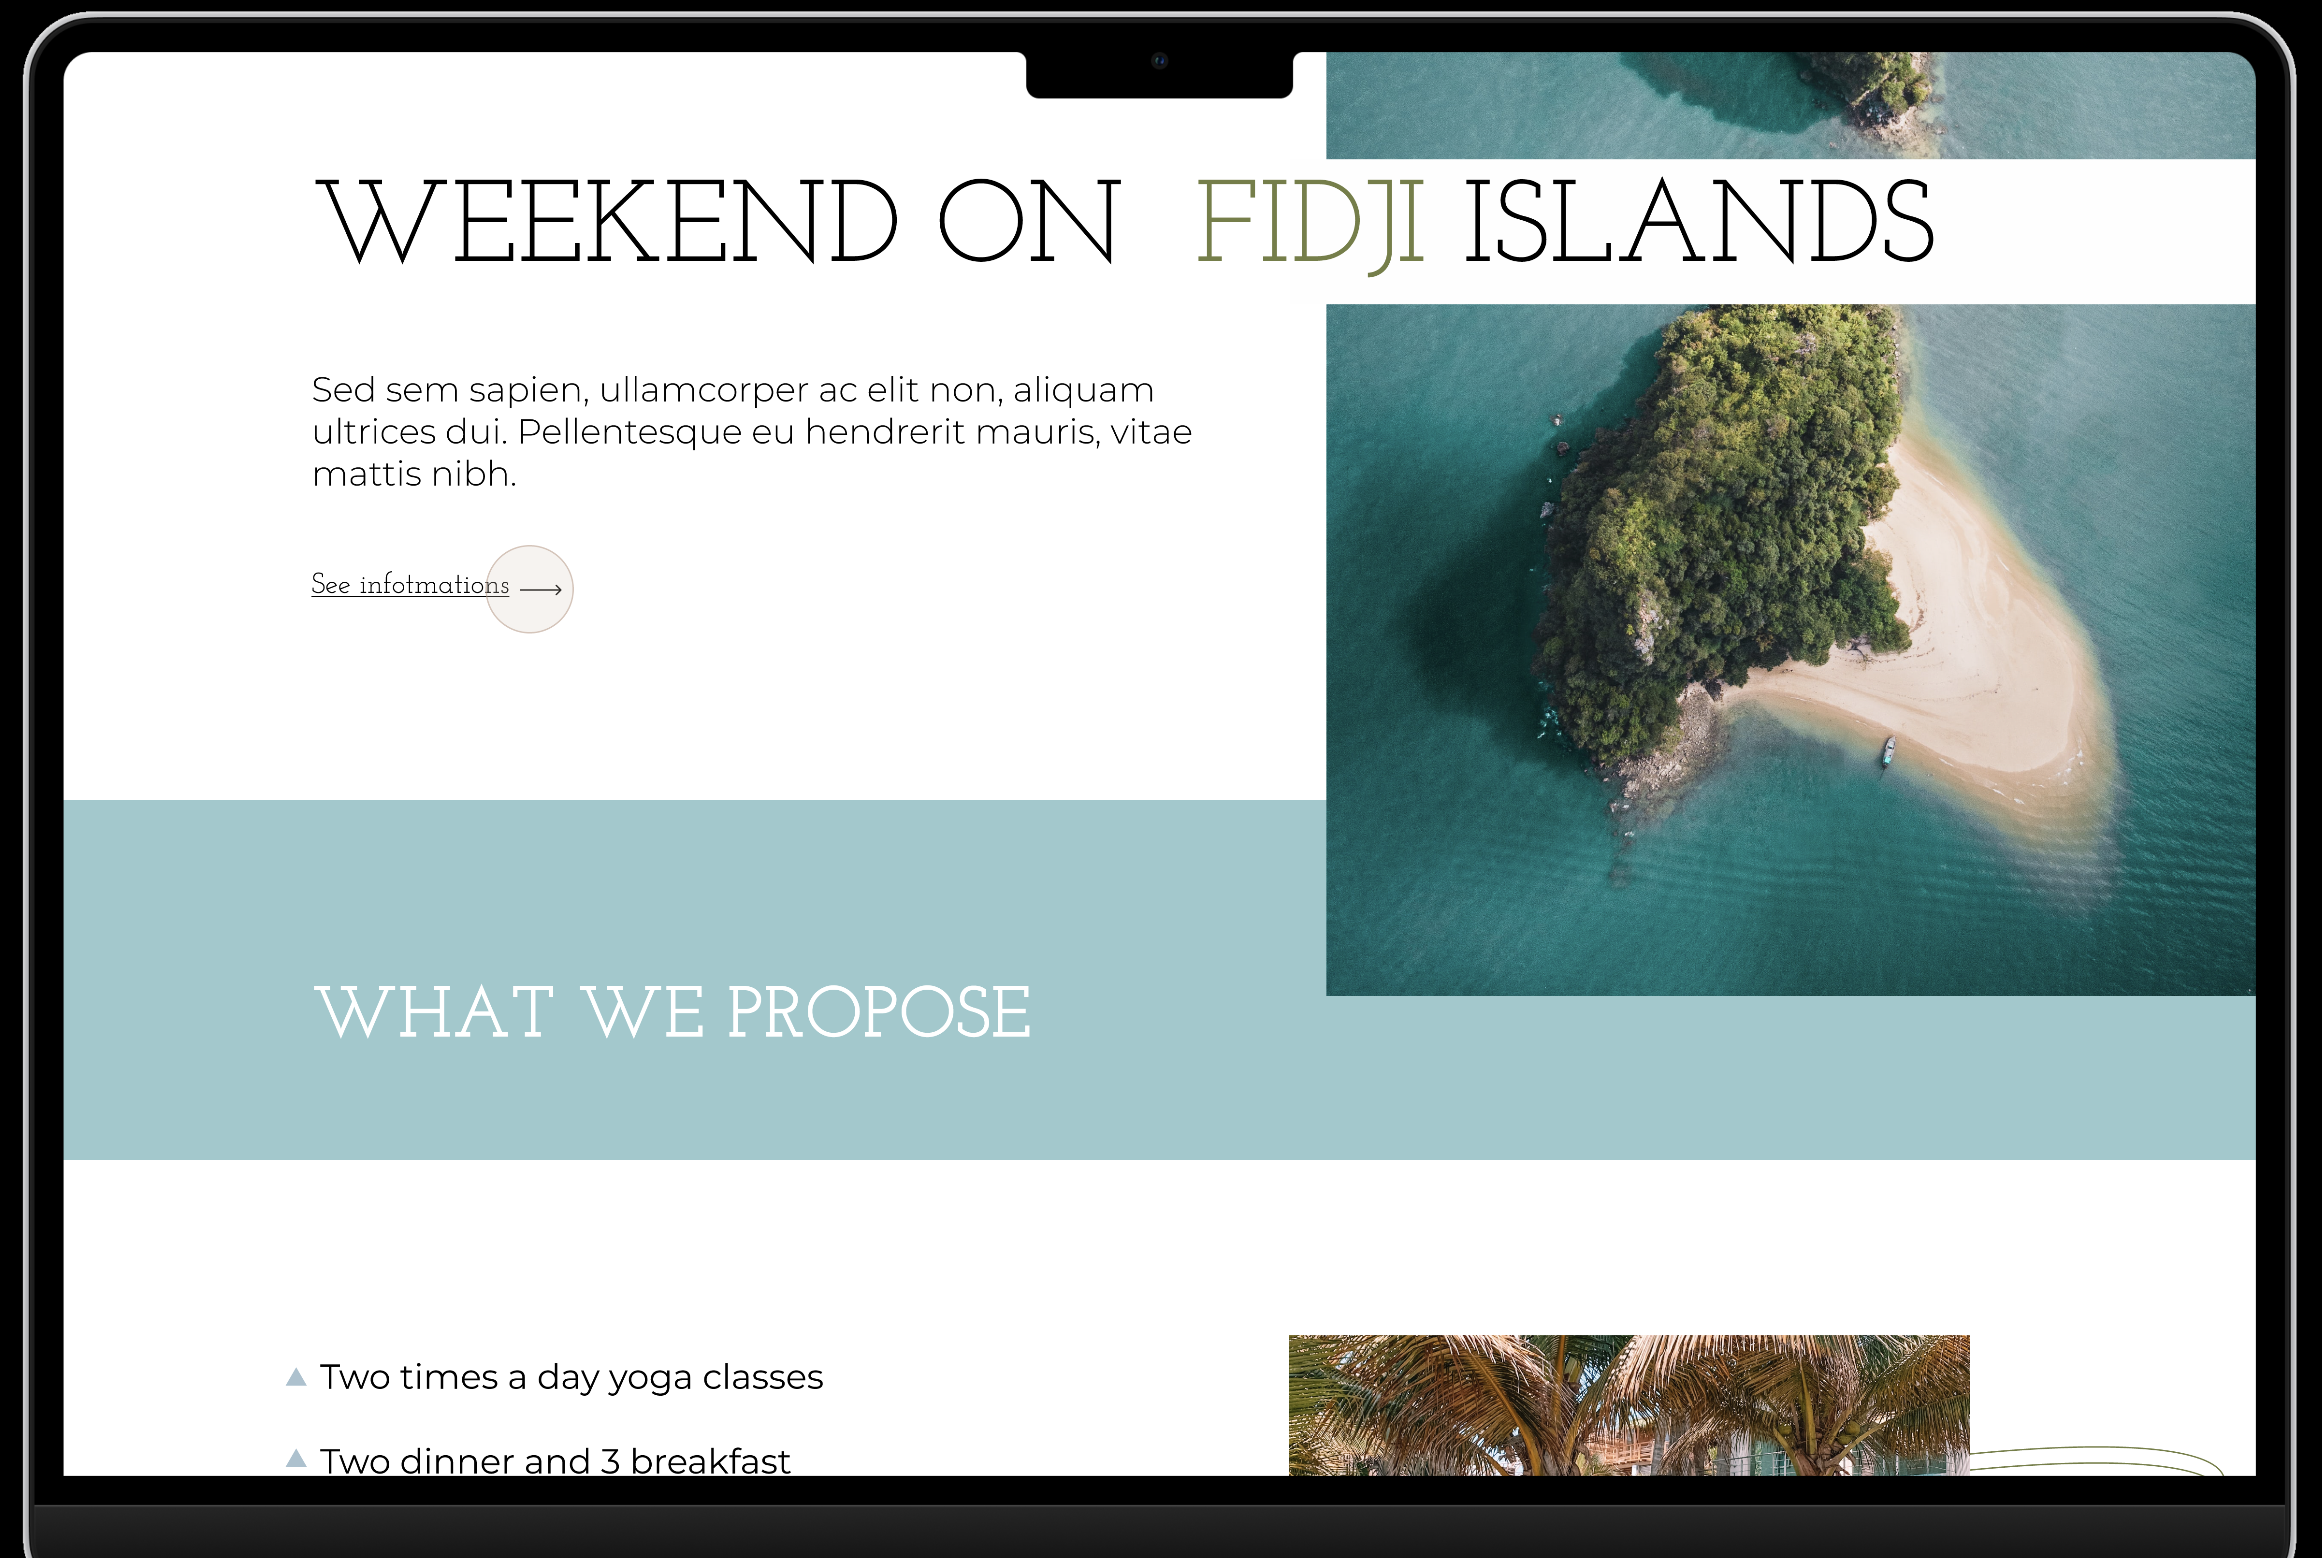 WEEKEND ON FIDJI ISLANDS
Sed sem sapien, ullamcorper ac elit non, aliquam
ultrices dui. Pellentesque eu hendrerit mauris, vitae
mattis nibh.
See infotmations
WHAT WE PROPOSE
Two times a day yoga classes
Two dinner and 3 breakfast